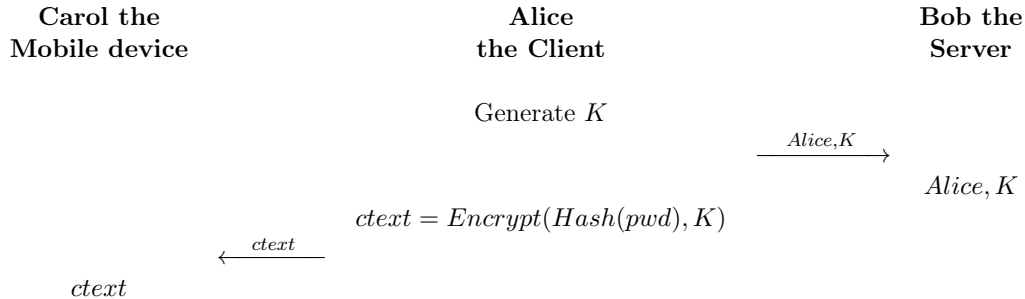 Carol the
Mobile device
Alice
the Client
Bob the
Server
Generate K
Alice,K
Alice, K
ctext = Encrypt(Hash(pwd), K)
ctext
ctext